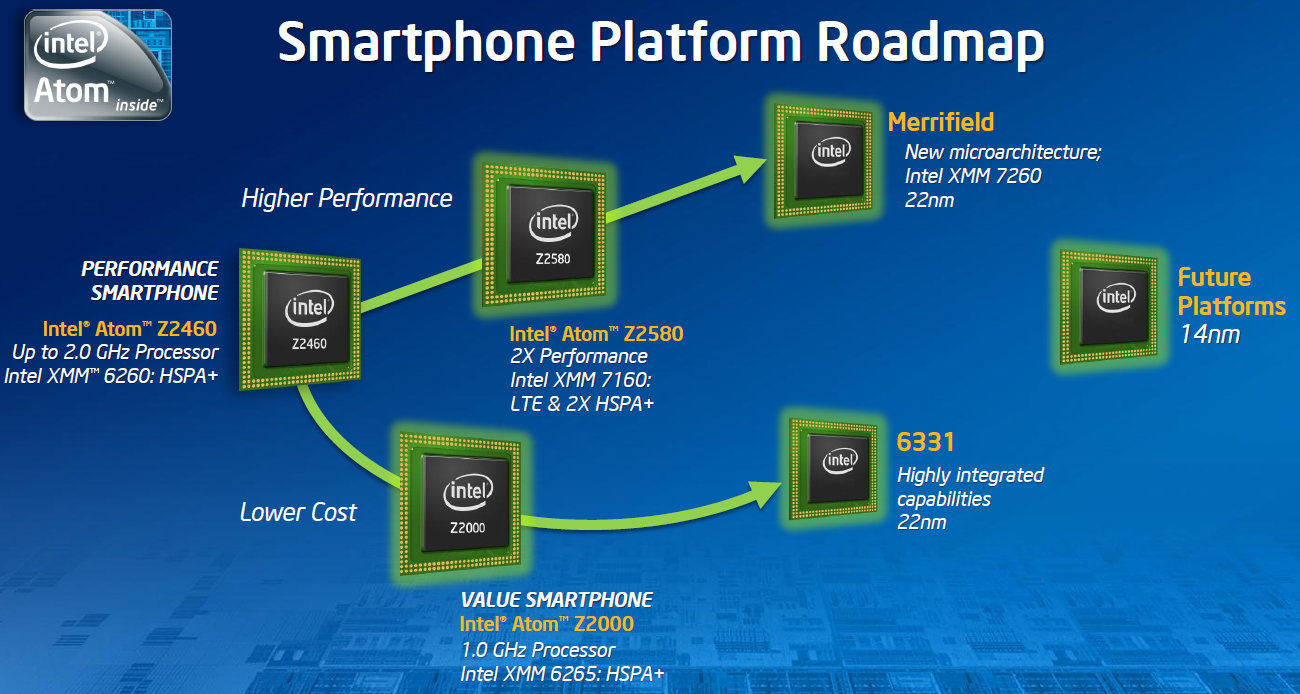 intel®
Atom™
inside™
Smartphone Platform Roadmap
Higher Performance
PERFORMANCE
SMARTPHONE
Intel® Atom™ Z2460
Up to 2.0 GHz Processor
Intel XMM™ 6260: HSPA+
intel
Z2460
intel
Z2580
Intel® Atom™ Z2580
2X Performance
Intel XMM 7160:
LTE & 2X HSPA+
intel
Merrifield
New microarchitecture;
Intel XMM 7260
22nm
intel
Future
Platforms
14nm
Lower Cost
intel
Z2000
VALUE SMARTPHONE
Intel® Atom™ Z2000
1.0 GHz Processor
Intel XMM 6265: HSPA+
intel
6331
Highly integrated
capabilities
22nm